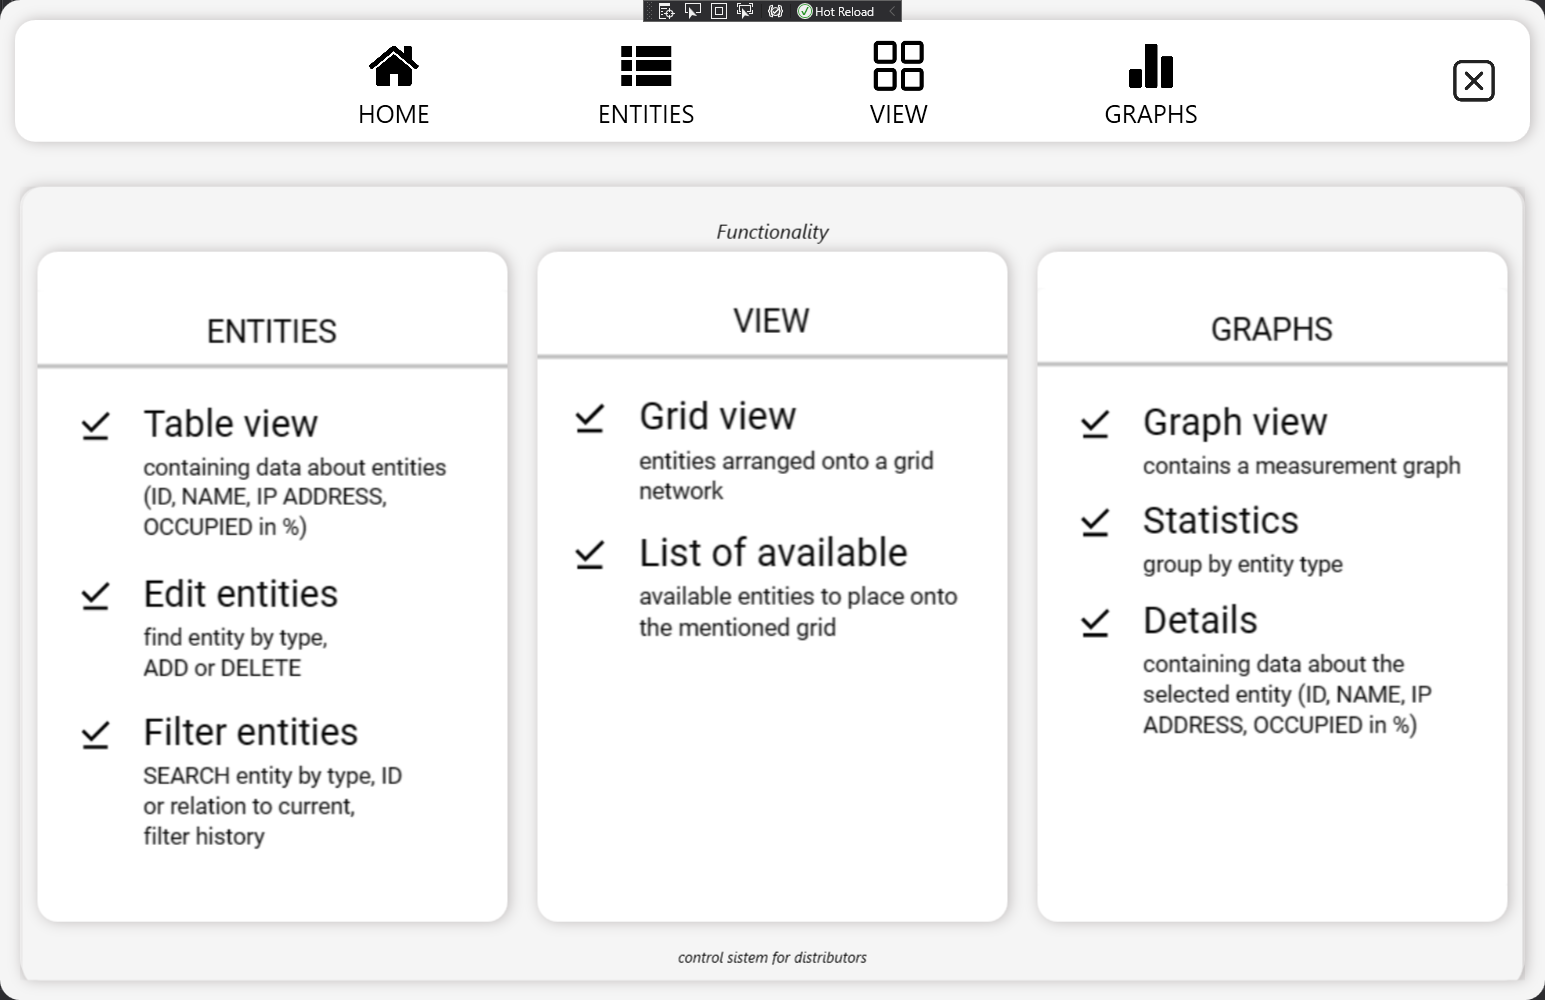 Hot Reload
HOME
ENTITIES
VIEW
GRAPHS
Functionality
ENTITIES
Table view
containing data about entities
(ID, NAME, IP ADDRESS,
OCCUPIED in %)
Edit entities
find entity by type,
ADD or DELETE
Filter entities
SEARCH entity by type, ID
or relation to current,
filter history
VIEW
Grid view
entities arranged onto a grid
network
List of available
available entities to place onto
the mentioned grid
GRAPHS
Graph view
contains a measurement graph
Statistics
group by entity type
Details
containing data about the
selected entity (ID, NAME, IP
ADDRESS, OCCUPIED in %)
control sistem for distributors